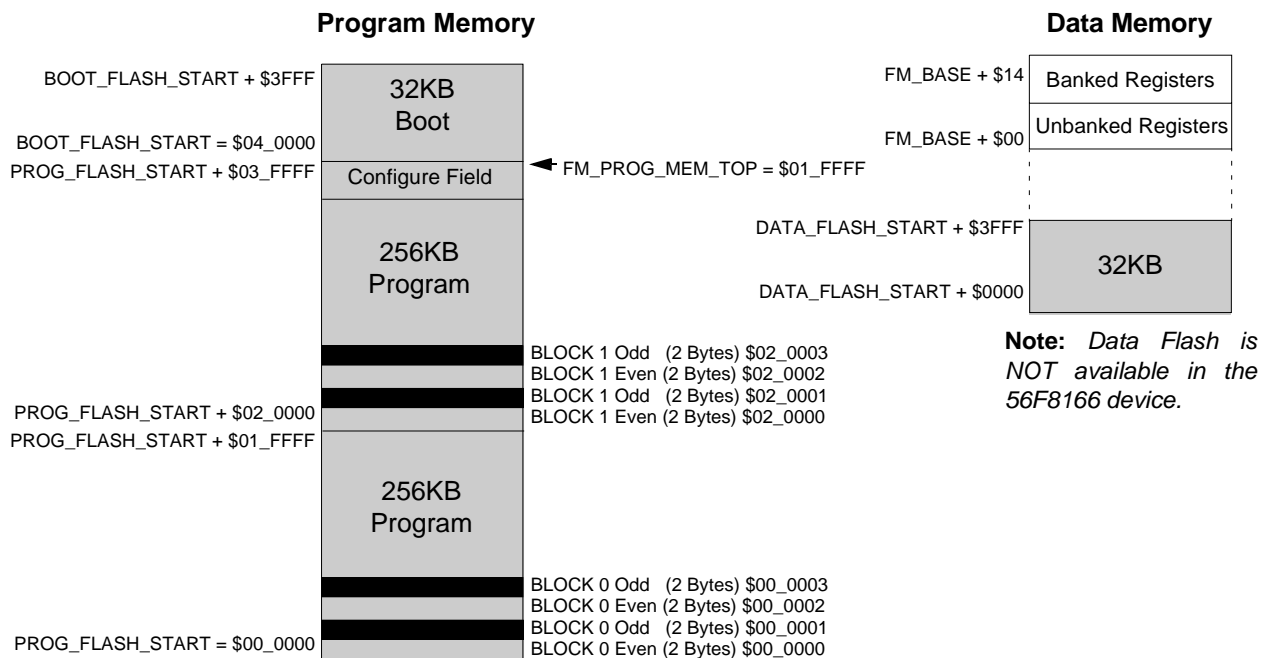 Program Memory
Data Memory
BOOT_FLASH_START + $3FFF
32KB
Boot
BOOT_FLASH_START = $04_0000
PROG_FLASH_START + $03_FFFF
Configure Field
FM_PROG_MEM_TOP = $01_FFFF
256KB
Program
BLOCK 1 Odd (2 Bytes) $02_0003
BLOCK 1 Even (2 Bytes) $02_0002
BLOCK 1 Odd (2 Bytes) $02_0001
BLOCK 1 Even (2 Bytes) $02_0000
PROG_FLASH_START + $02_0000
PROG_FLASH_START + $01_FFFF
256KB
Program
BLOCK 0 Odd (2 Bytes) $00_0003
BLOCK 0 Even (2 Bytes) $00_0002
BLOCK 0 Odd (2 Bytes) $00_0001
BLOCK 0 Even (2 Bytes) $00_0000
PROG_FLASH_START = $00_0000
FM_BASE + $14
Banked Registers
Unbanked Registers
FM_BASE + $00
DATA_FLASH_START + $3FFF
32KB
DATA_FLASH_START + $0000
Note: Data Flash is
NOT available in the
56F8166 device.